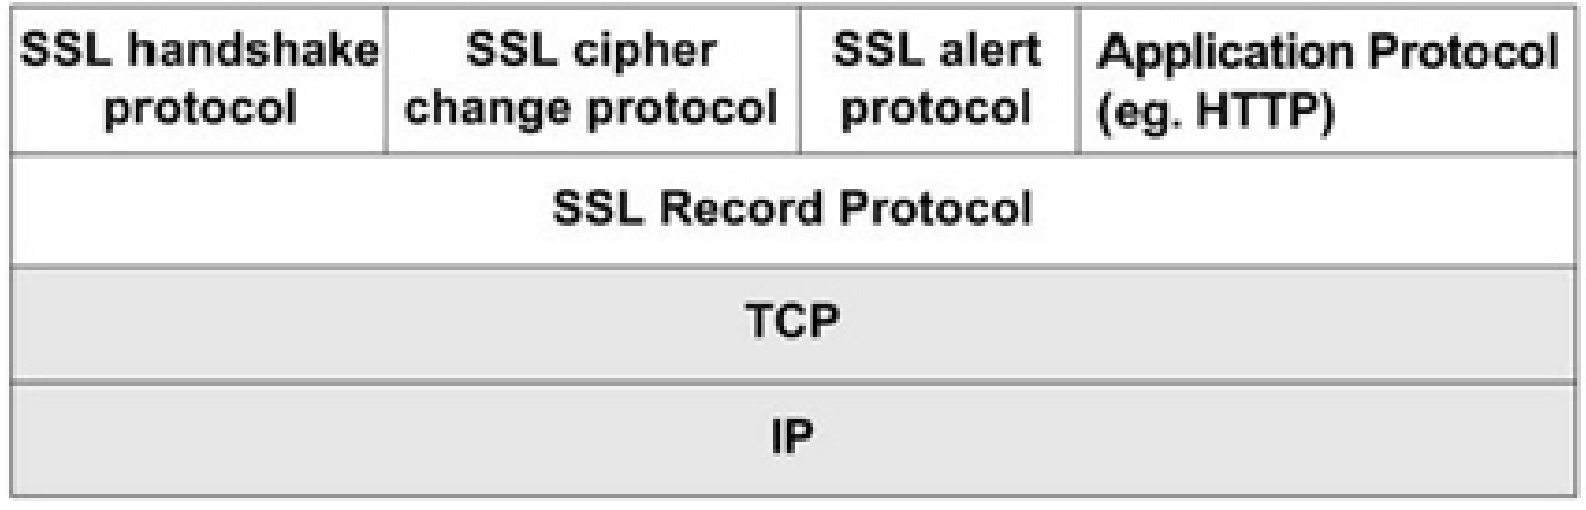 SSL handshake
protocol
SSL cipher
change protocol
SSL alert
protocol
Application Protocol
(eg. HTTP)
SSL Record Protocol
TCP
IP